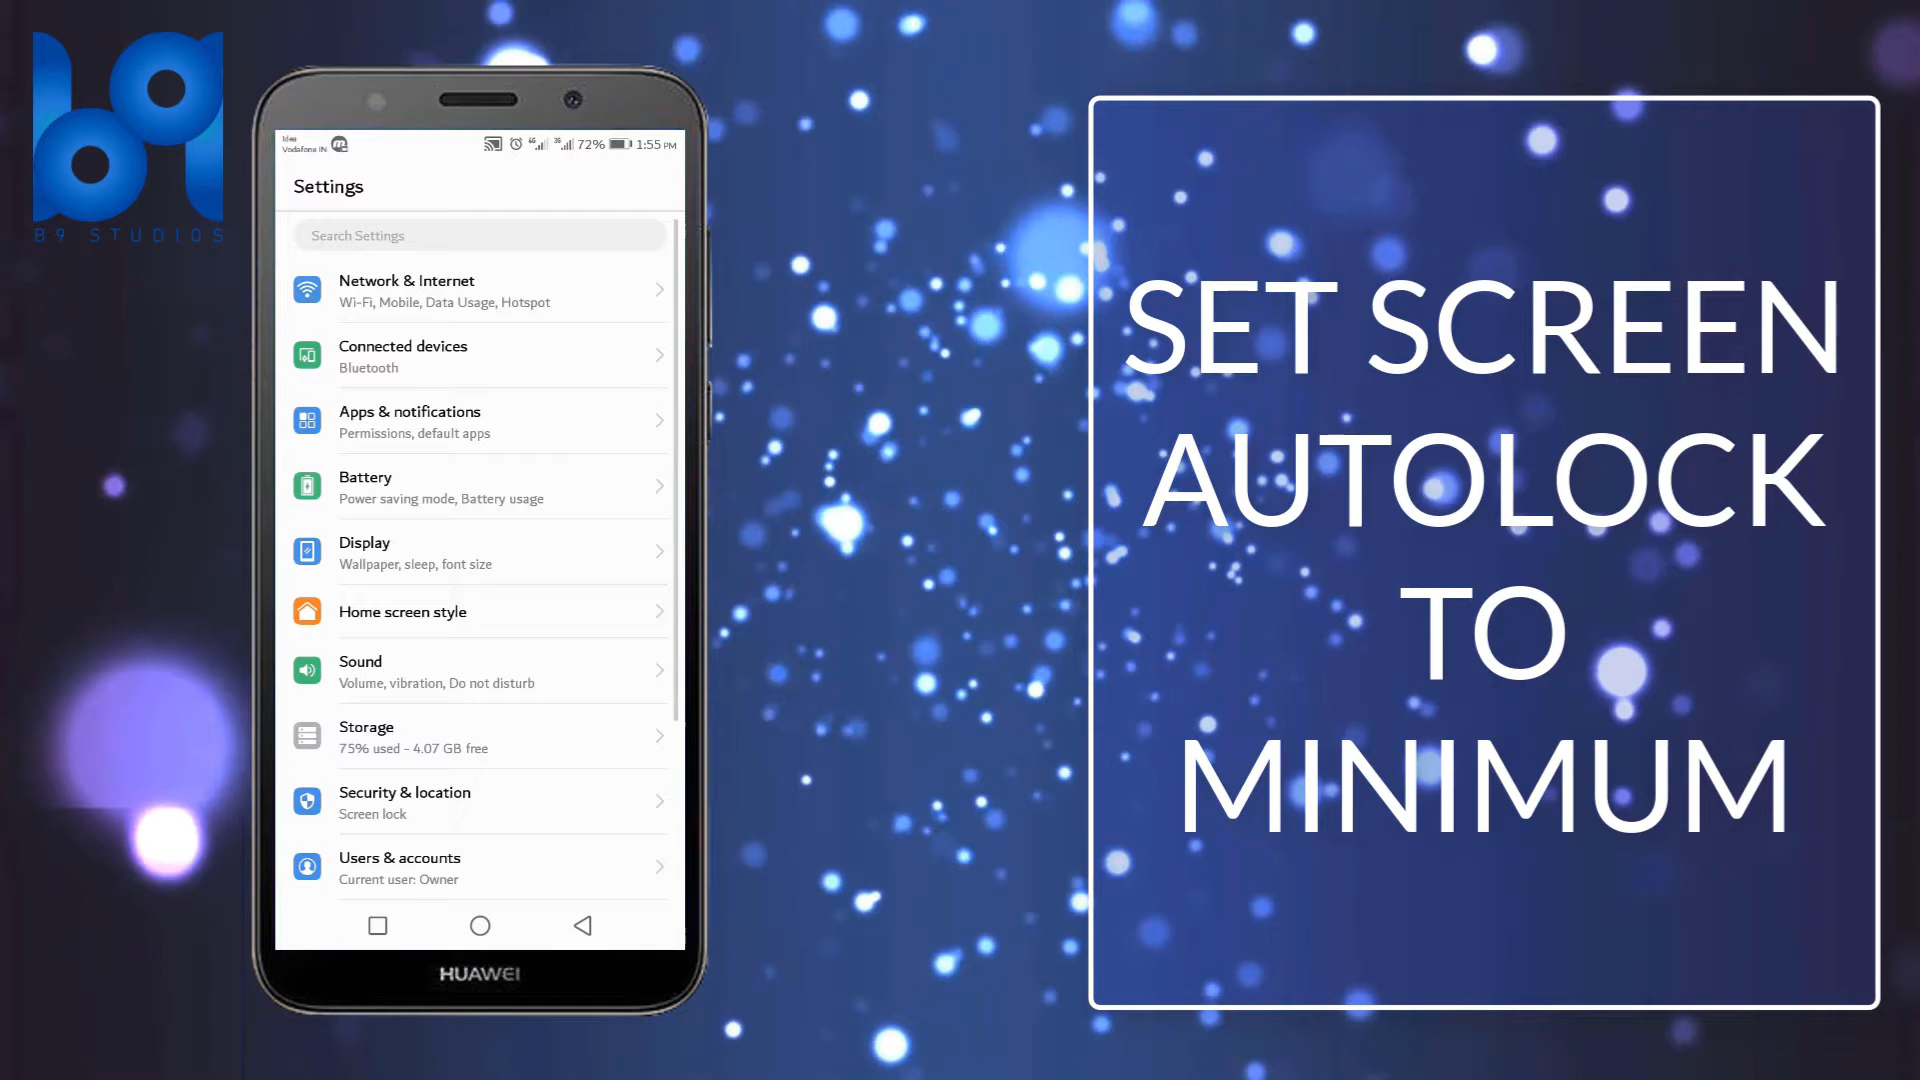 B9 STUDIOS
Idea
Vodafone IN
4G
3G
72%
1:55 PM
Settings
Search Settings
Network & Internet
Wi-Fi, Mobile, Data Usage, Hotspot
Connected devices
Bluetooth
Apps & notifications
Permissions, default apps
Battery
Power saving mode, Battery usage
Display
Wallpaper, sleep, font size
Home screen style
Sound
Volume, vibration, Do not disturb
Storage
75% used - 4.07 GB free
Security & location
Screen lock
Users & accounts
Current user: Owner
HUAWEI
SET SCREEN
AUTOLOCK
TO
MINIMUM